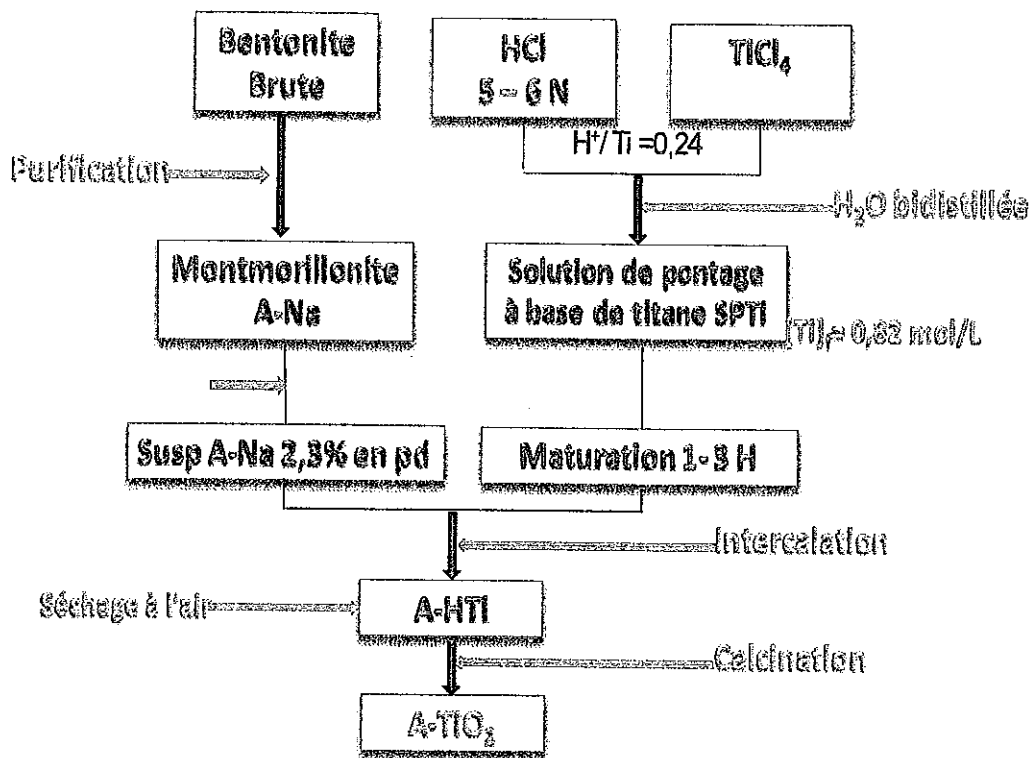 Bentonite
Brute
HCl
5 – 6 N
TiCl₄
H⁺/ Ti =0,24
Purification
H₂O bidistillée
Montmorillonite
A-Na
Solution de pontage
à base de titane SPTi
[Ti]f= 0,82 mol/L
Susp A-Na 2,3% en pd
Maturation 1- 3 H
Intercalation
Séchage à l'air
A-HTi
Calcination
A-TiO₂